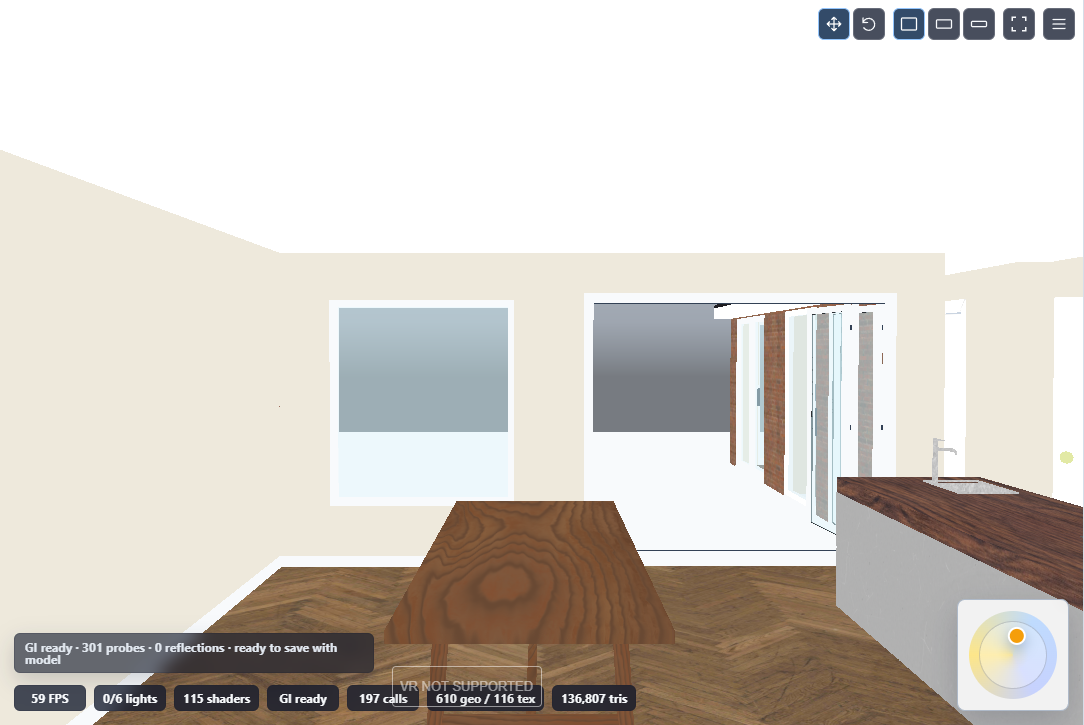 GI ready · 301 probes · 0 reflections · ready to save with
model
VR NOT SUPPORTED
59 FPS
0/6 lights
115 shaders
GI ready
197 calls
610 geo / 116 tex
136,807 tris